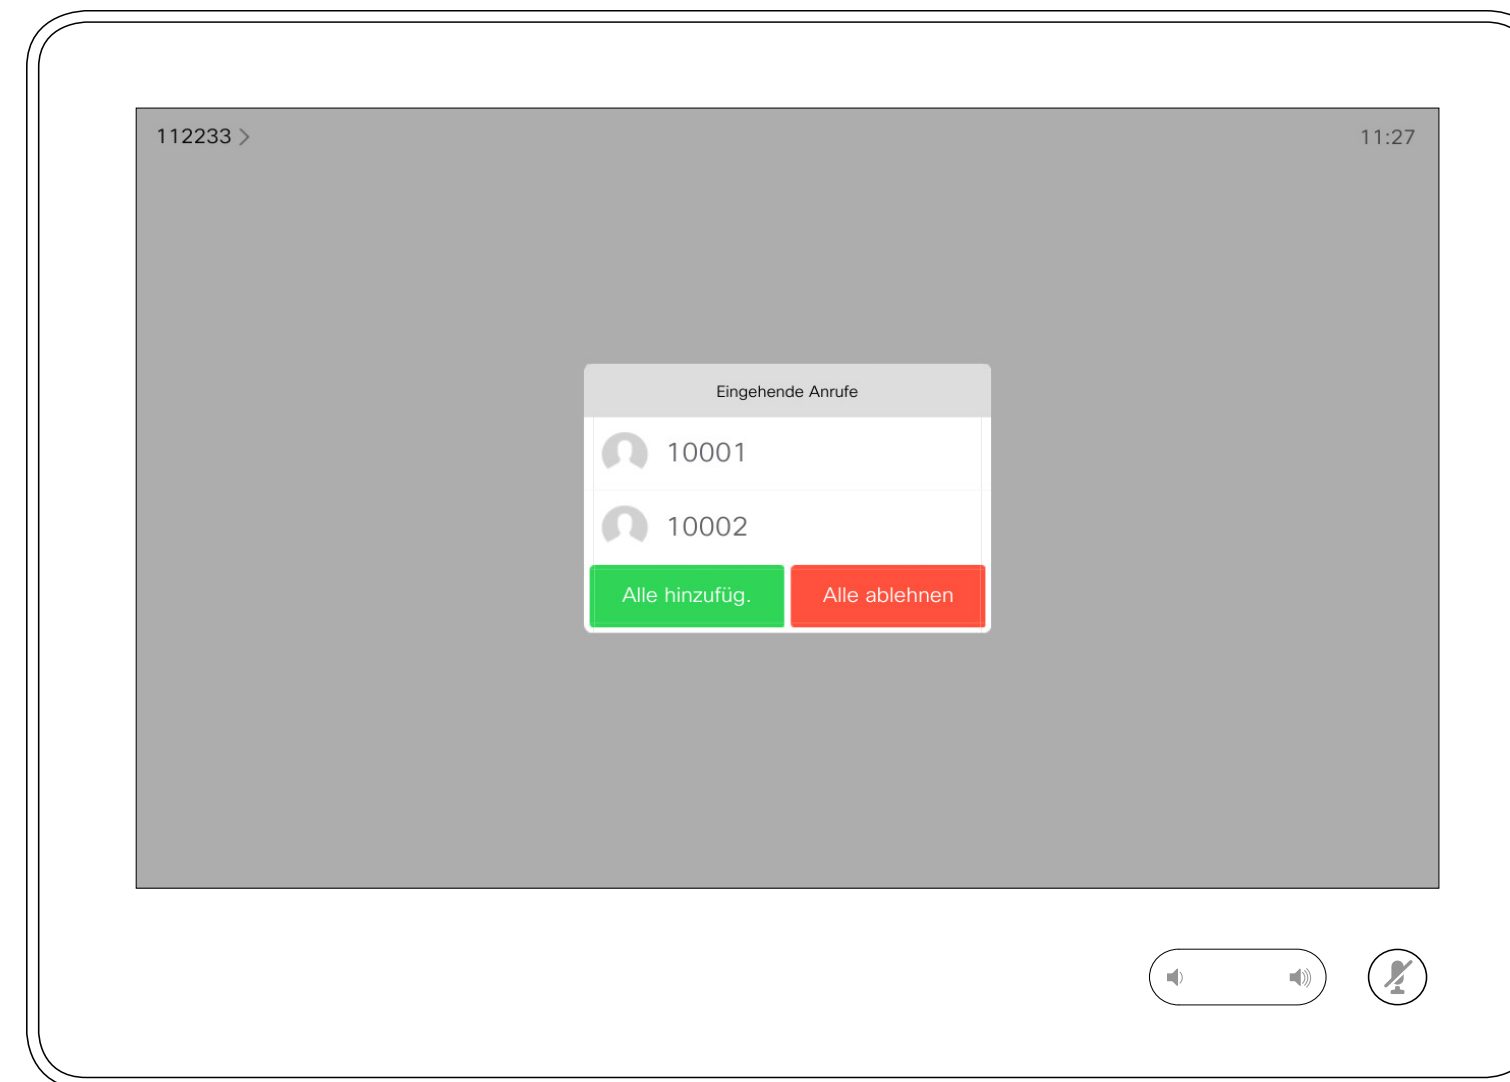 112233 >
11:27
Eingehende Anrufe
10001
10002
Alle hinzufüg.
Alle ablehnen